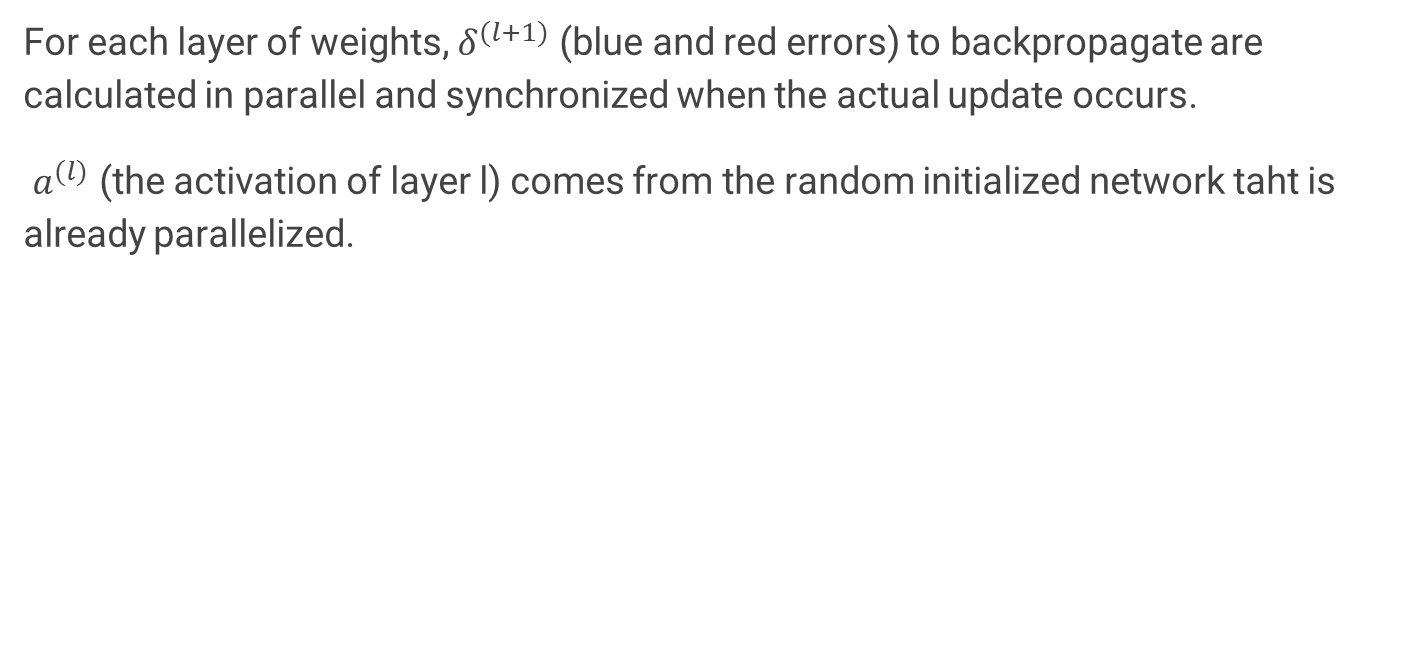 For each layer of weights, δ^(l+1) (blue and red errors) to backpropagate are
calculated in parallel and synchronized when the actual update occurs.
a^(l) (the activation of layer l) comes from the random initialized network taht is
already parallelized.